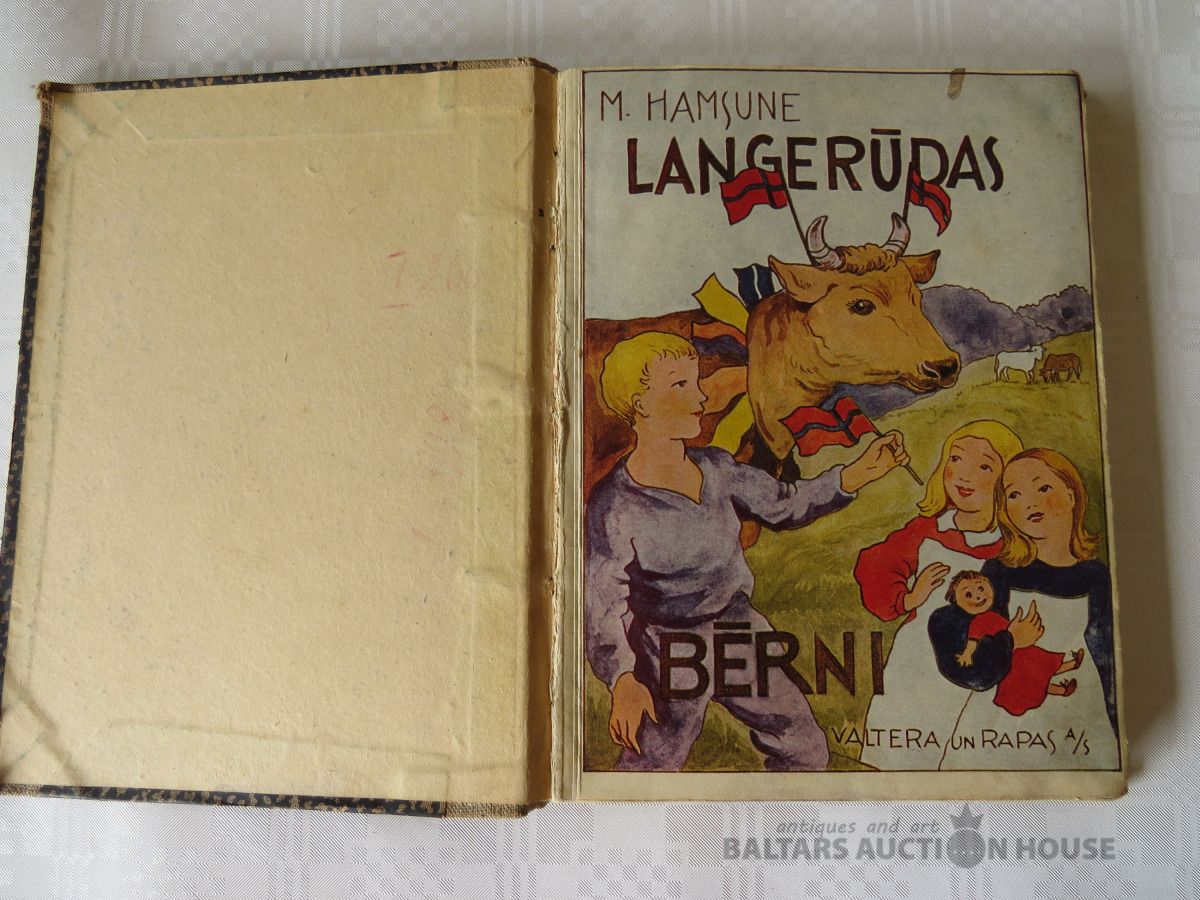 M. HAMSUNE
LANGERŪDAS
BĒRNI
VALTERA UN RAPAS A/S
antiques and art
BALTARS AUCTION HOUSE